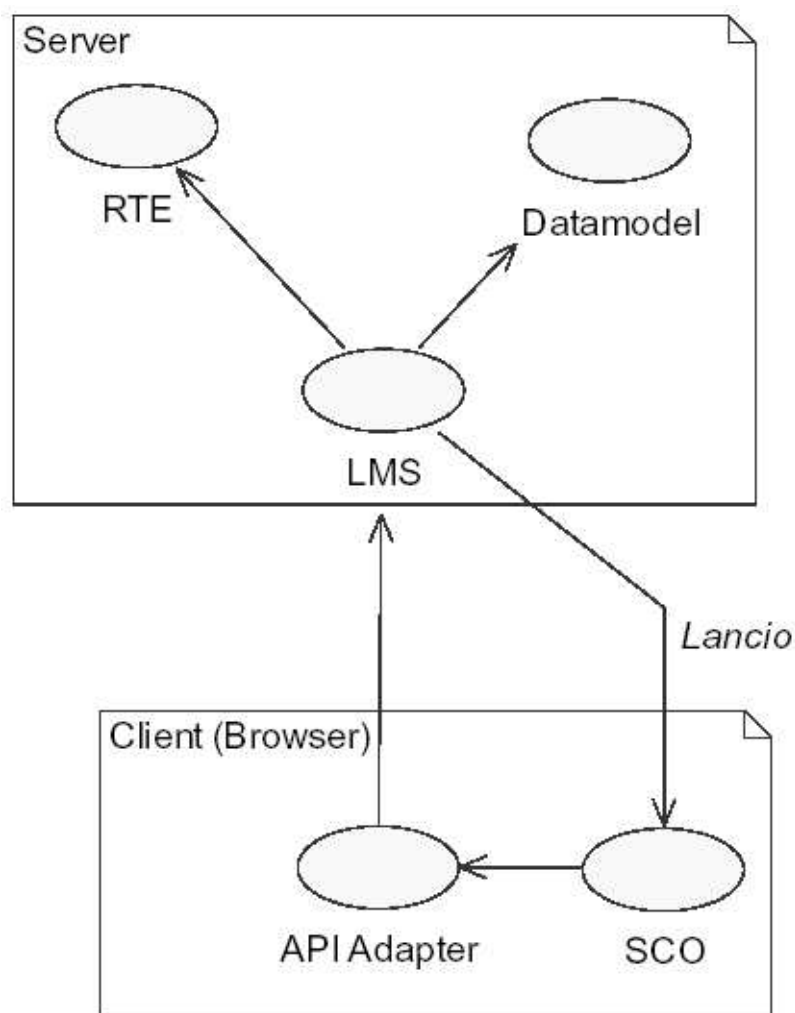 Server
RTE
Datamodel
LMS
Lancio
Client (Browser)
API Adapter
SCO